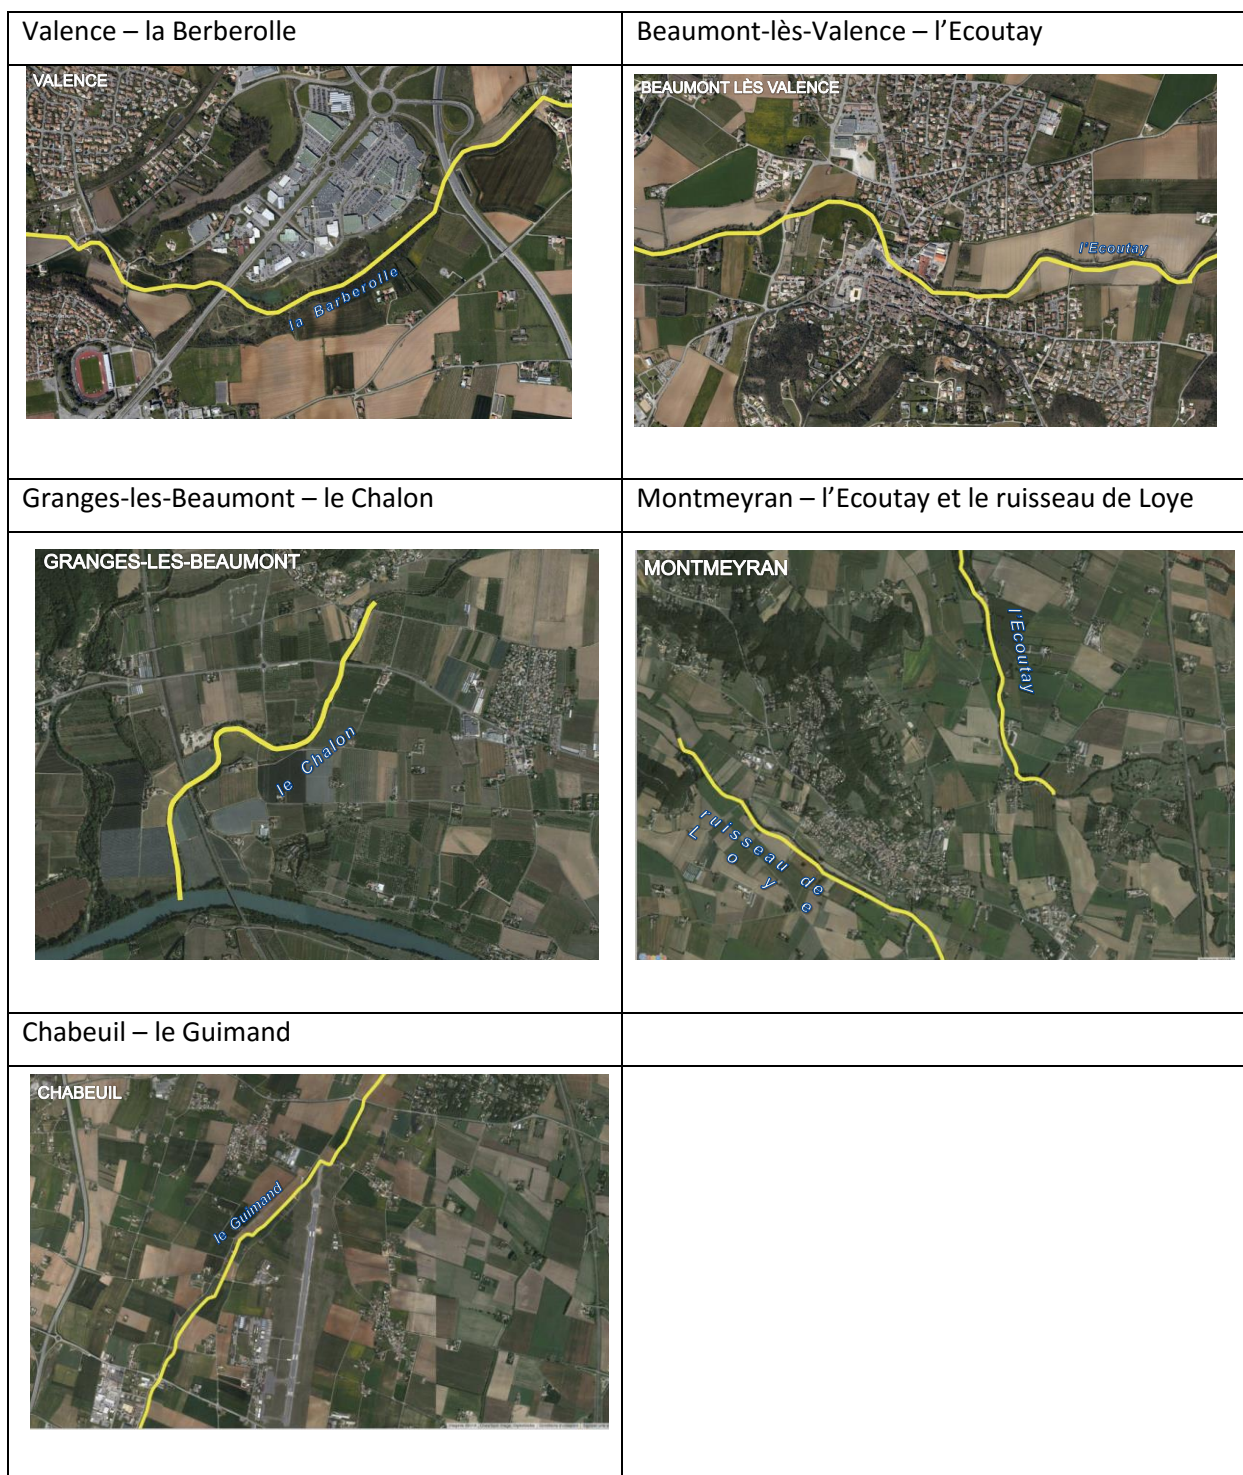 Valence – la Berberolle
Beaumont-lès-Valence – l'Ecoutay
VALENCE
la Barberolle
BEAUMONT LÈS VALENCE
l'Ecoutay
Granges-les-Beaumont – le Chalon
Montmeyran – l'Ecoutay et le ruisseau de Loye
GRANGES-LES-BEAUMONT
le Chalon
MONTMEYRAN
l'Ecoutay
ruisseau de
Loye
Chabeuil – le Guimand
CHABEUIL
le Guimand